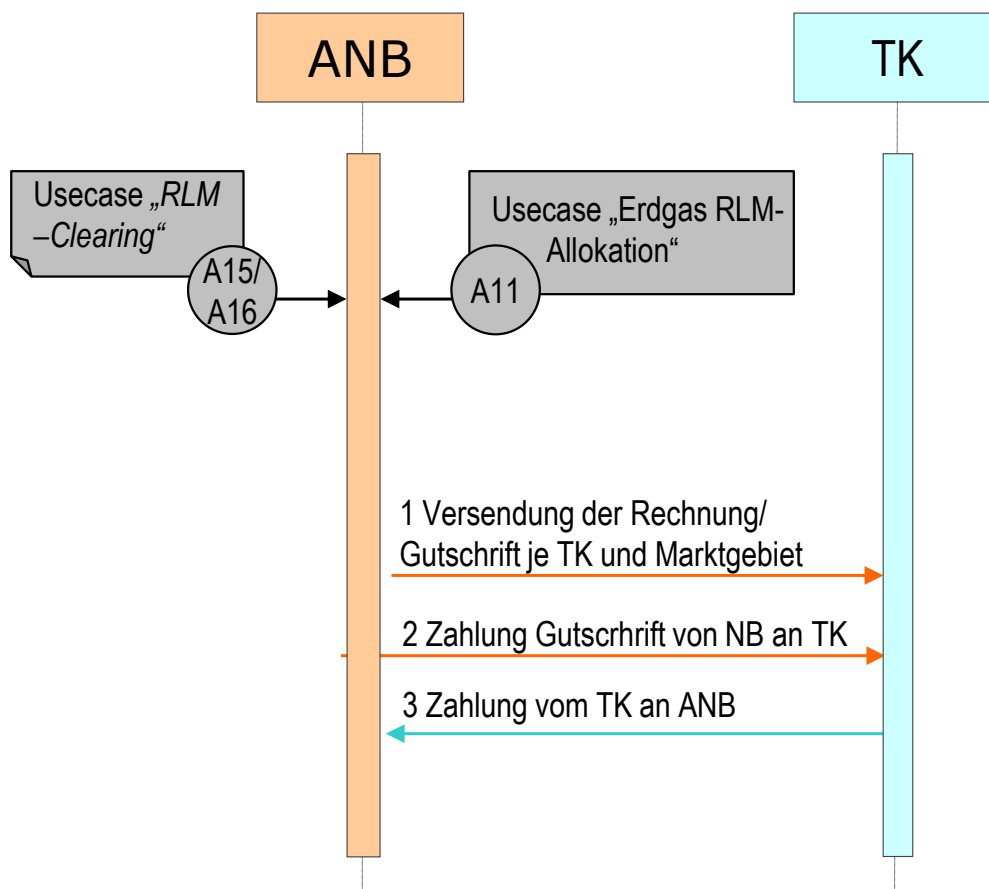 ANB
TK
Usecase „RLM
–Clearing“
A15/
A16
Usecase „Erdgas RLM-
Allokation“
A11
1 Versendung der Rechnung/
Gutschrift je TK und Marktgebiet
2 Zahlung Gutscrhrift von NB an TK
3 Zahlung vom TK an ANB